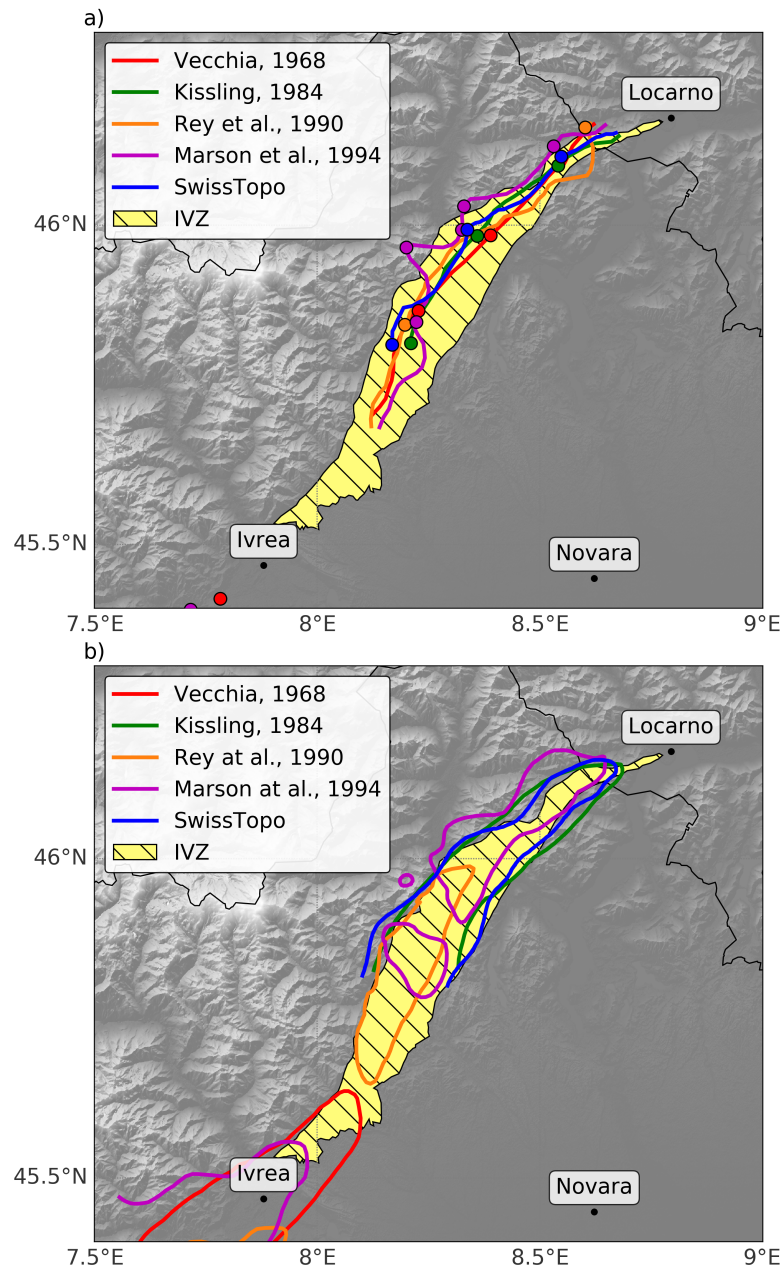 a)
Vecchia, 1968
Kissling, 1984
Rey et al., 1990
Marson et al., 1994
SwissTopo
IVZ
Locarno
46°N
45.5°N
Ivrea
Novara
7.5°E
8°E
8.5°E
9°E
b)
Vecchia, 1968
Kissling, 1984
Rey at al., 1990
Marson at al., 1994
SwissTopo
IVZ
Locarno
46°N
45.5°N
Ivrea
Novara
7.5°E
8°E
8.5°E
9°E